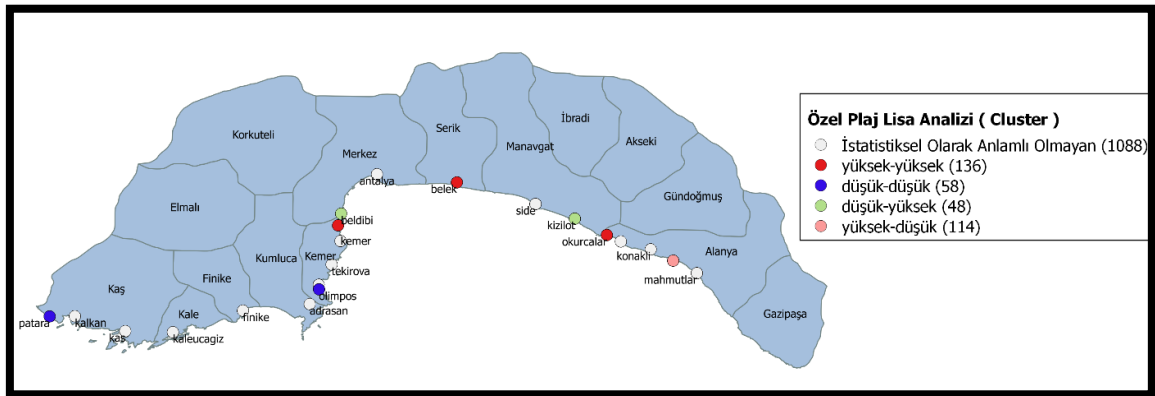 Korkuteli
Merkez
Serik
Manavgat
İbradi
Akseki
Gündoğmuş
Elmalı
Kaş
Finike
Kale
Kumluca
Kemer
Alanya
Gazipaşa
antalya
belek
side
kizilot
okurcalar
konakli
mahmutlar
beldibi
kemer
tekirova
olimpos
adrasan
finike
kaleucagiz
kaş
kalkan
patara
Özel Plaj Lisa Analizi ( Cluster )
İstatistiksel Olarak Anlamlı Olmayan (1088)
yüksek-yüksek (136)
düşük-düşük (58)
düşük-yüksek (48)
yüksek-düşük (114)